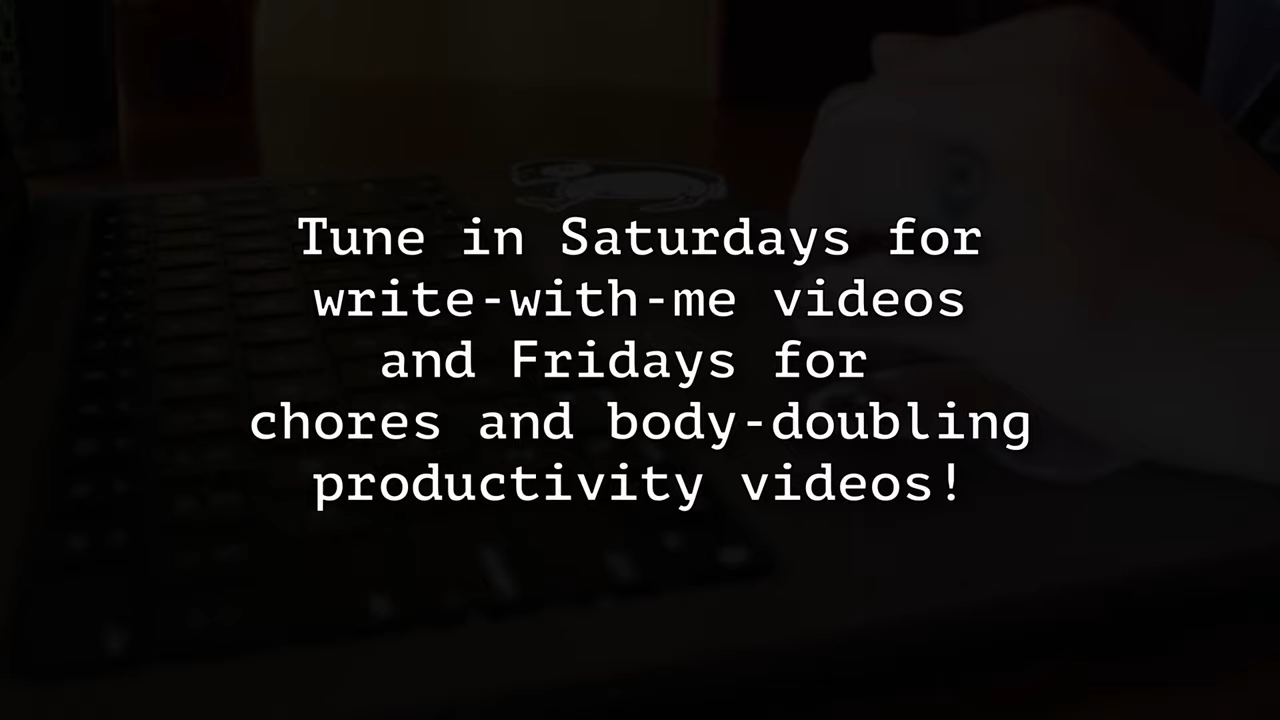 Tune in Saturdays for
write-with-me videos
and Fridays for
chores and body-doubling
productivity videos!